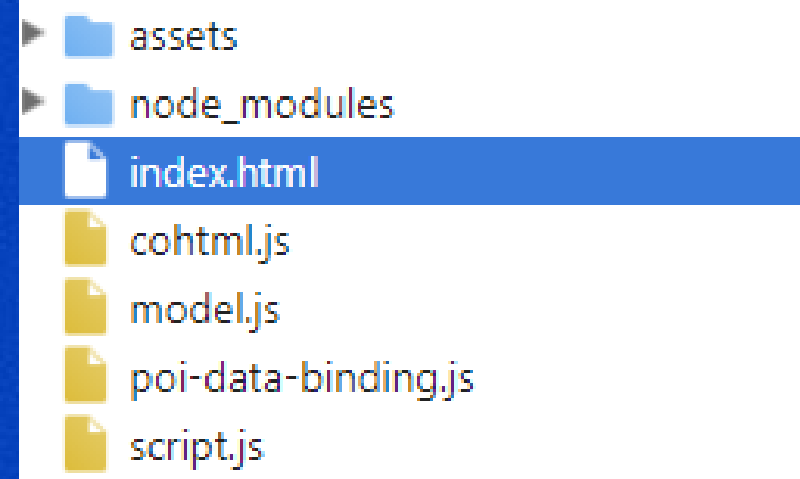 assets
node_modules
index.html
cohtml.js
model.js
poi-data-binding.js
script.js